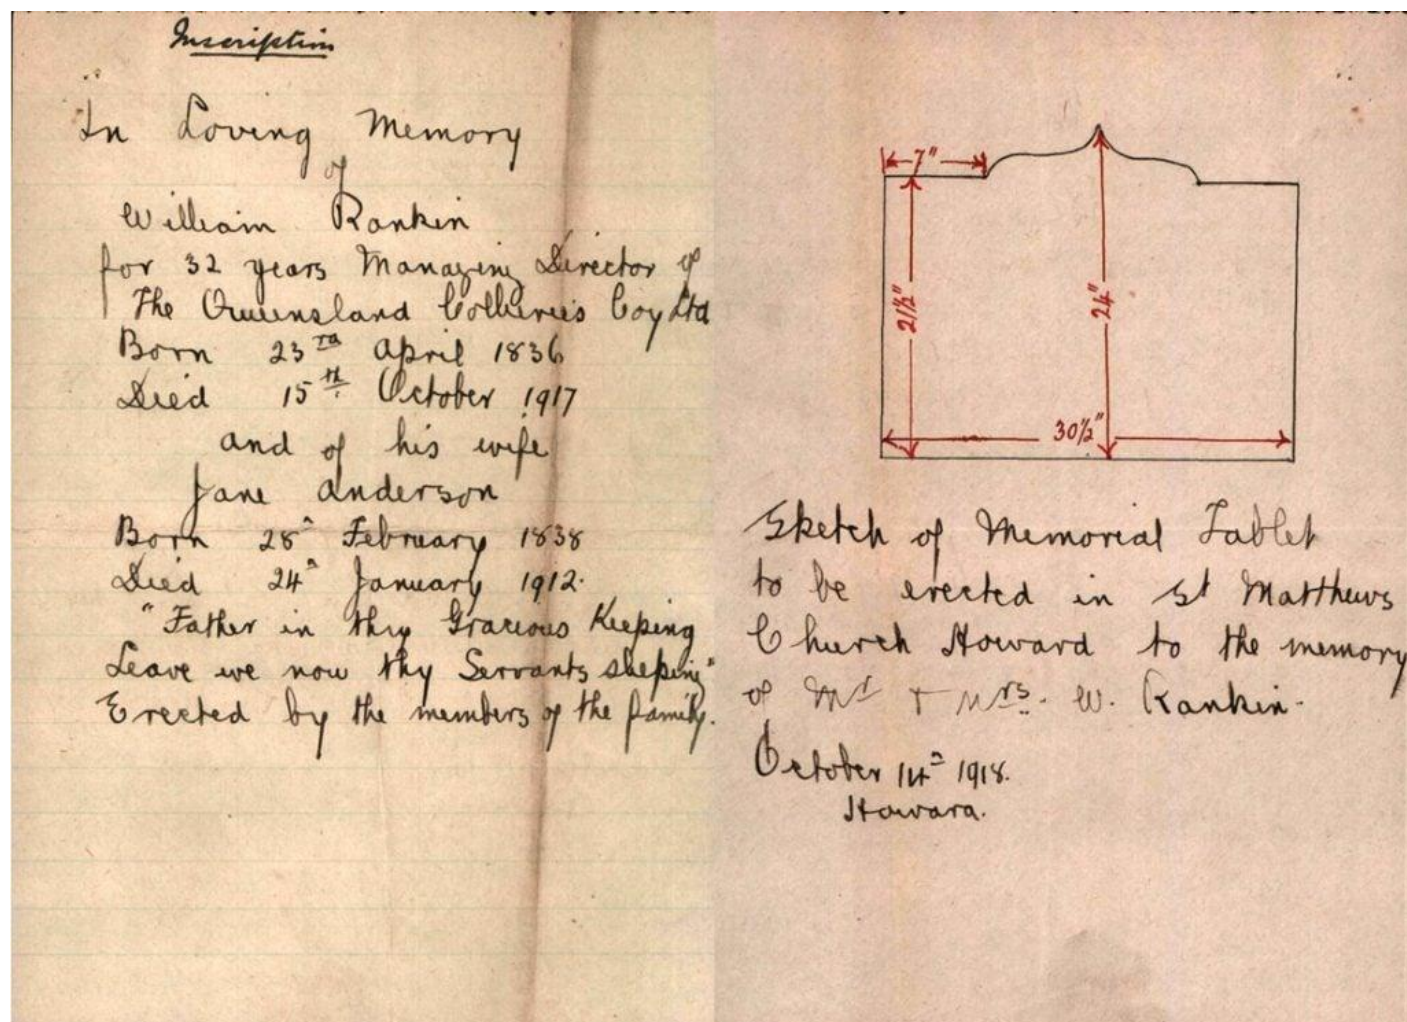 Inscription
In Loving Memory
of
William Rankin
for 32 years Managing Director of
The Queensland Collieries Coy Ltd
Born 23rd April 1836
Died 15th October 1917
and of his wife
Jane Anderson
Born 28th February 1838
Died 24th January 1912.
"Father in thy Gracious Keeping
Leave we now thy Servants sleeping"
Erected by the members of the family.
7"
21½"
24"
30½"
Sketch of Memorial Tablet
to be erected in St Matthews
Church Howard to the memory
of Mr + Mrs. W. Rankin.
October 14th 1918.
Howard.